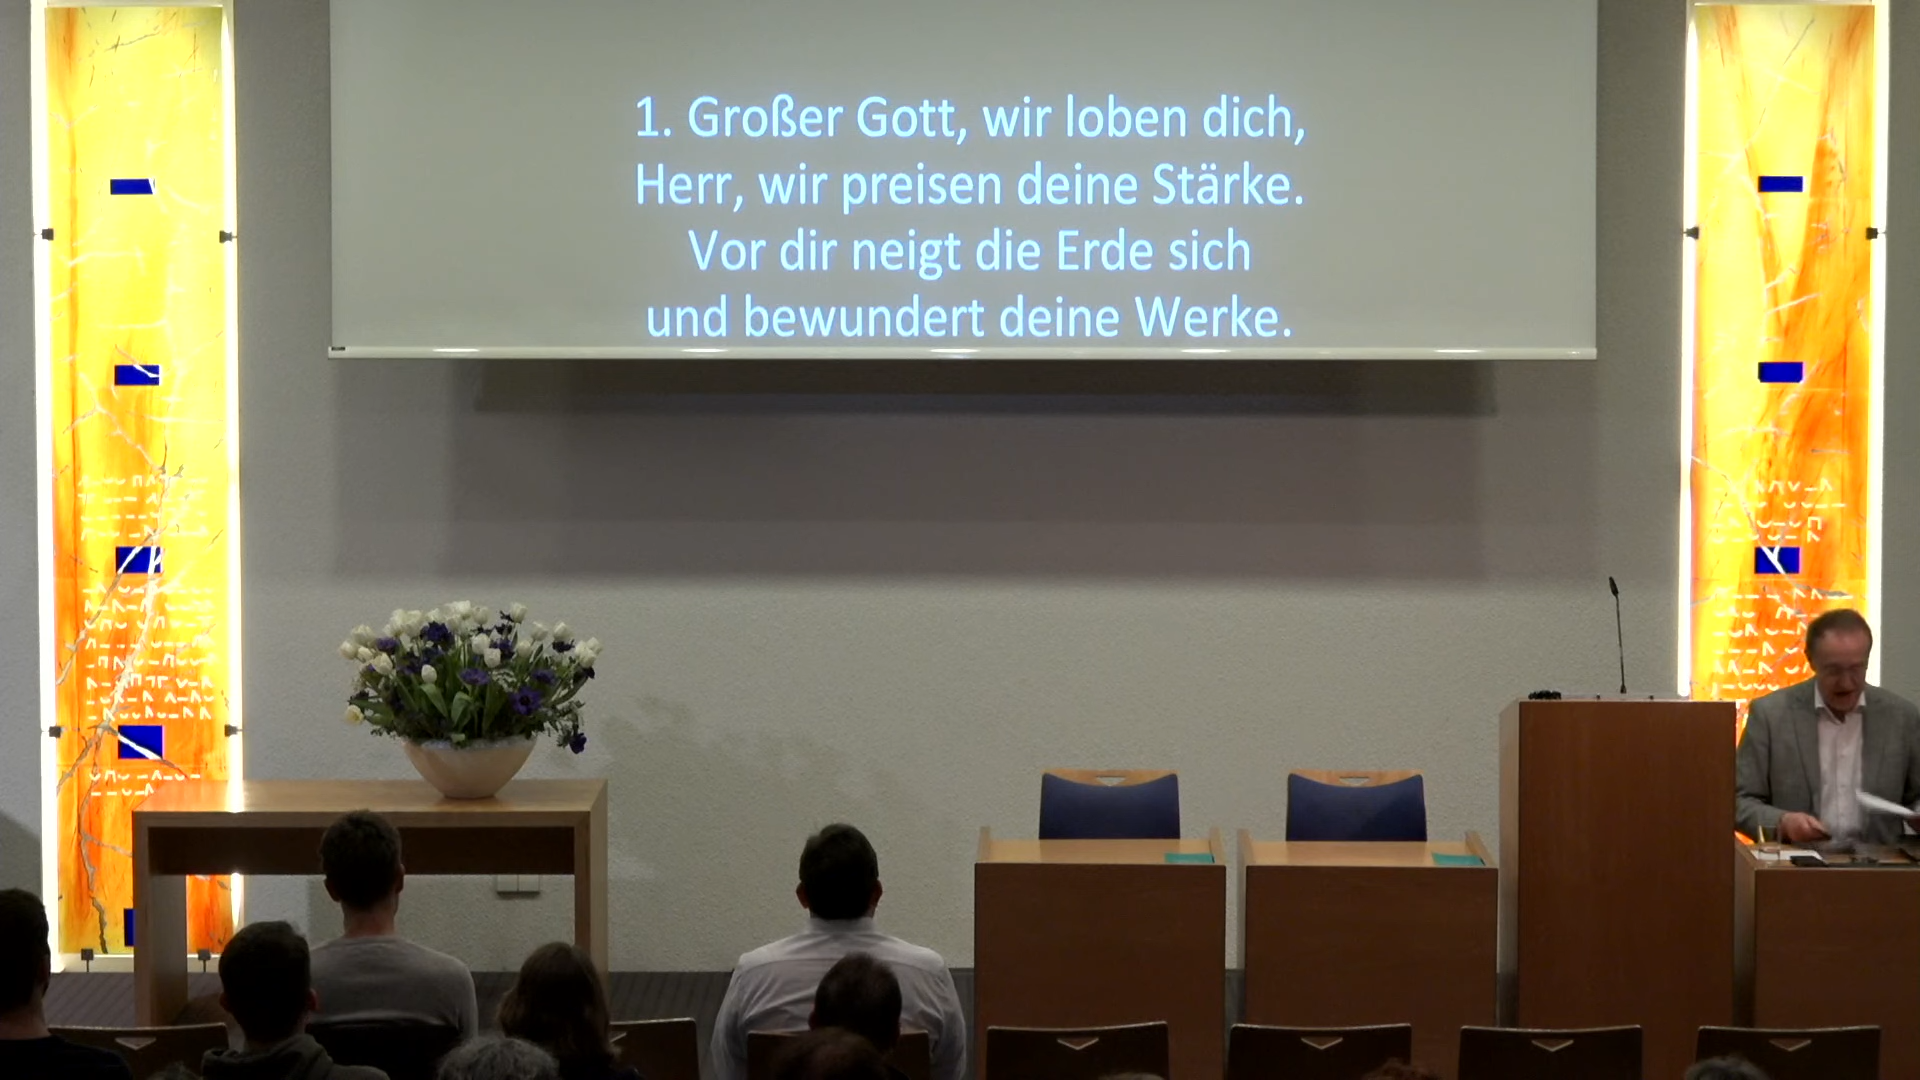 1. Großer Gott, wir loben dich,
Herr, wir preisen deine Stärke.
Vor dir neigt die Erde sich
und bewundert deine Werke.